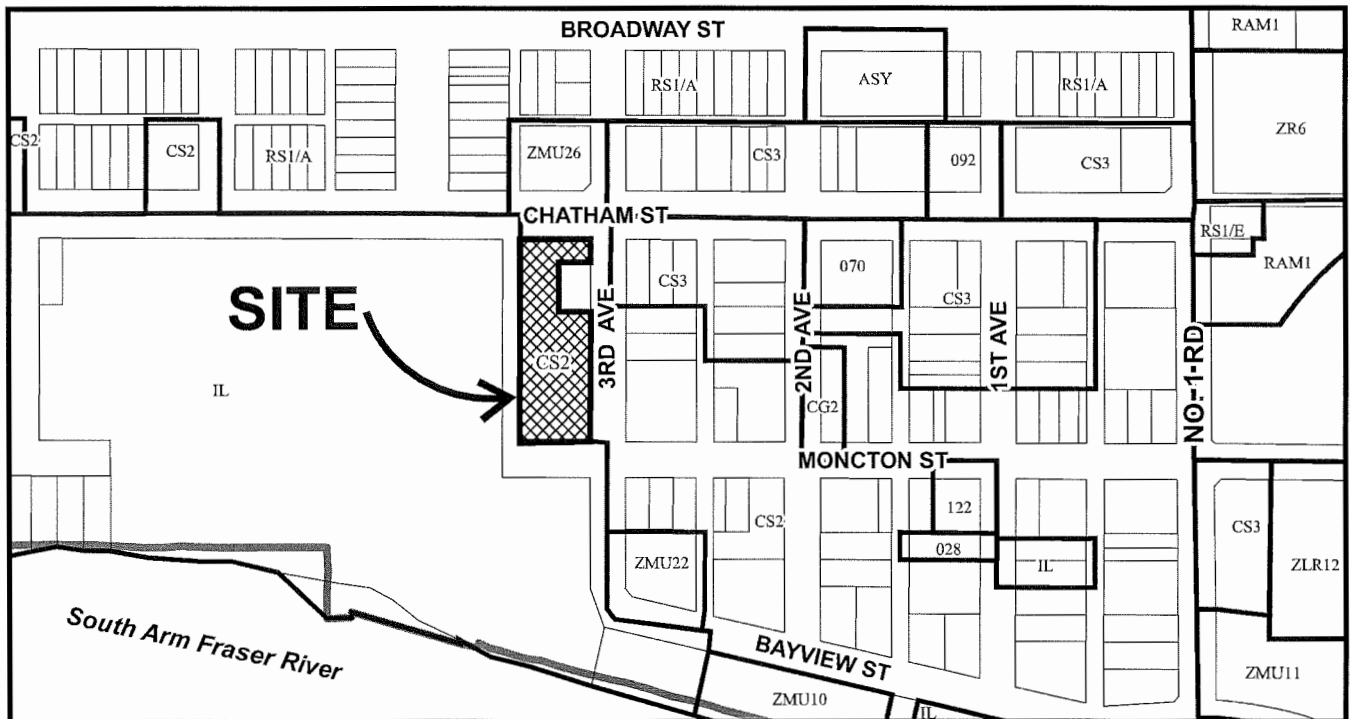 BROADWAY ST
RAM1
RS1/A
ASY
RS1/A
ZR6
CS2
CS2
RS1/A
ZMU26
CS3
092
CS3
CHATHAM ST
RS1/E
RAM1
SITE
CS3
070
CS3
3RD AVE
2ND AVE
1ST AVE
NO. 1 RD
IL
CS2
CG2
MONCTON ST
CS2
122
CS3
028
IL
ZLR12
ZMU22
South Arm Fraser River
BAYVIEW ST
ZMU10
IL
ZMU11